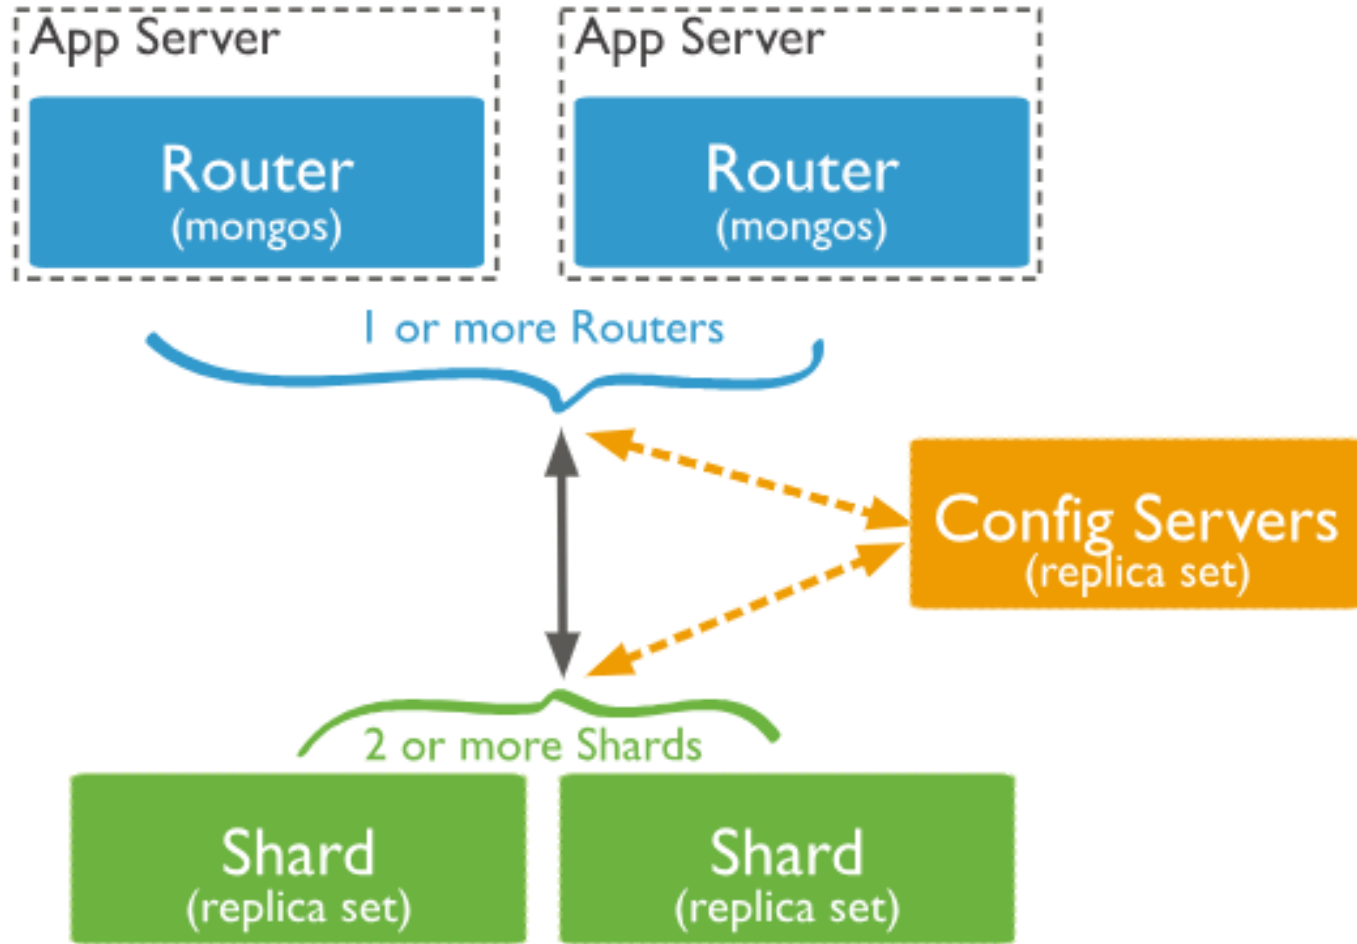 App Server
Router
(mongos)
App Server
Router
(mongos)
1 or more Routers
Config Servers
(replica set)
2 or more Shards
Shard
(replica set)
Shard
(replica set)